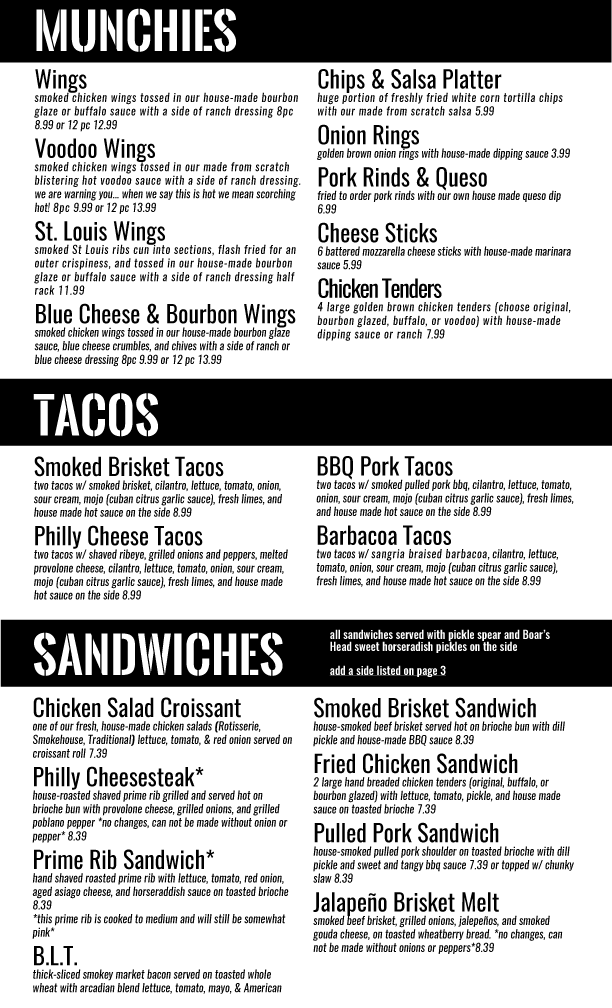 MUNCHIES
Wings
smoked chicken wings tossed in our house-made bourbon
glaze or buffalo sauce with a side of ranch dressing 8pc
8.99 or 12 pc 12.99
Voodoo Wings
smoked chicken wings tossed in our made from scratch
blistering hot voodoo sauce with a side of ranch dressing.
we are warning you... when we say this is hot we mean scorching
hot! 8pc 9.99 or 12 pc 13.99
St. Louis Wings
smoked St Louis ribs cun into sections, flash fried for an
outer crispiness, and tossed in our house-made bourbon
glaze or buffalo sauce with a side of ranch dressing half
rack 11.99
Blue Cheese & Bourbon Wings
smoked chicken wings tossed in our house-made bourbon glaze
sauce, blue cheese crumbles, and chives with a side of ranch or
blue cheese dressing 8pc 9.99 or 12 pc 13.99
Chips & Salsa Platter
huge portion of freshly fried white corn tortilla chips
with our made from scratch salsa 5.99
Onion Rings
golden brown onion rings with house-made dipping sauce 3.99
Pork Rinds & Queso
fried to order pork rinds with our own house made queso dip
6.99
Cheese Sticks
6 battered mozzarella cheese sticks with house-made marinara
sauce 5.99
Chicken Tenders
4 large golden brown chicken tenders (choose original,
bourbon glazed, buffalo, or voodoo) with house-made
dipping sauce or ranch 7.99
TACOS
Smoked Brisket Tacos
two tacos w/ smoked brisket, cilantro, lettuce, tomato, onion,
sour cream, mojo (cuban citrus garlic sauce), fresh limes, and
house made hot sauce on the side 8.99
Philly Cheese Tacos
two tacos w/ shaved ribeye, grilled onions and peppers, melted
provolone cheese, cilantro, lettuce, tomato, onion, sour cream,
mojo (cuban citrus garlic sauce), fresh limes, and house made
hot sauce on the side 8.99
BBQ Pork Tacos
two tacos w/ smoked pulled pork bbq, cilantro, lettuce, tomato,
onion, sour cream, mojo (cuban citrus garlic sauce), fresh limes,
and house made hot sauce on the side 8.99
Barbacoa Tacos
two tacos w/ sangria braised barbacoa, cilantro, lettuce,
tomato, onion, sour cream, mojo (cuban citrus garlic sauce),
fresh limes, and house made hot sauce on the side 8.99
SANDWICHES
all sandwiches served with pickle spear and Boar's
Head sweet horseradish pickles on the side
add a side listed on page 3
Chicken Salad Croissant
one of our fresh, house-made chicken salads (Rotisserie,
Smokehouse, Traditional) lettuce, tomato, & red onion served on
croissant roll 7.39
Philly Cheesesteak*
house-roasted shaved prime rib grilled and served hot on
brioche bun with provolone cheese, grilled onions, and grilled
poblano pepper *no changes, can not be made without onion or
pepper* 8.39
Prime Rib Sandwich*
hand shaved roasted prime rib with lettuce, tomato, red onion,
aged asiago cheese, and horseraddish sauce on toasted brioche
8.39
*this prime rib is cooked to medium and will still be somewhat
pink*
B.L.T.
thick-sliced smokey market bacon served on toasted whole
wheat with arcadian blend lettuce, tomato, mayo, & American
Smoked Brisket Sandwich
house-smoked beef brisket served hot on brioche bun with dill
pickle and house-made BBQ sauce 8.39
Fried Chicken Sandwich
2 large hand breaded chicken tenders (original, buffalo, or
bourbon glazed) with lettuce, tomato, pickle, and house made
sauce on toasted brioche 7.39
Pulled Pork Sandwich
house-smoked pulled pork shoulder on toasted brioche with dill
pickle and sweet and tangy bbq sauce 7.39 or topped w/ chunky
slaw 8.39
Jalapeño Brisket Melt
smoked beef brisket, grilled onions, jalepeños, and smoked
gouda cheese, on toasted wheatberry bread. *no changes, can
not be made without onions or peppers*8.39